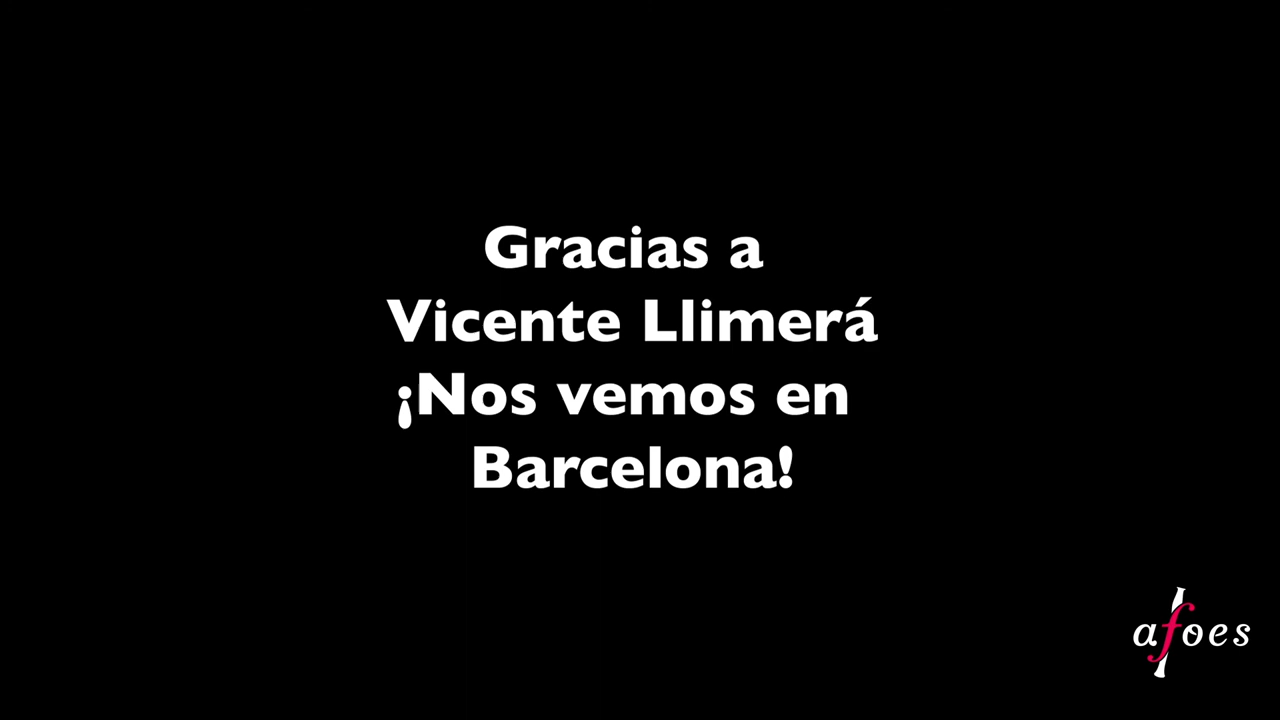 Gracias a
Vicente Llimerá
¡Nos vemos en
Barcelona!
afoes